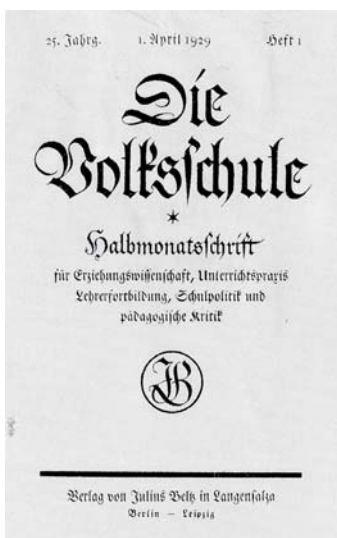 25. Jahrg. 1. April 1929 Heft 1
Die
Volksschule
*
Halbmonatsschrift
für Erziehungswissenschaft, Unterrichtspraxis
Lehrerfortbildung, Schulpolitik und
pädagogische Kritik
JB
Verlag von Julius Beltz in Langensalza
Berlin — Leipzig